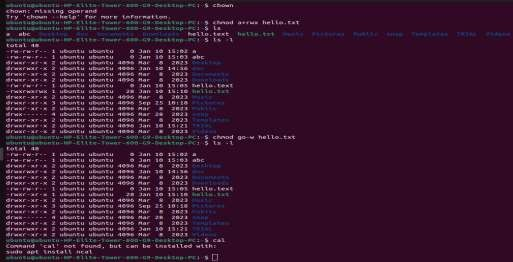 ubuntu@ubuntu-HP-Elite-Tower-600-G9-Desktop-PC:~$ chown
chown: missing operand
Try 'chown --help' for more information.
ubuntu@ubuntu-HP-Elite-Tower-600-G9-Desktop-PC:~$ chmod a+rwx hello.txt
ubuntu@ubuntu-HP-Elite-Tower-600-G9-Desktop-PC:~$ ls
a abc Desktop Documents Downloads hello.text hello.txt Music Pictures Public snap Templates Videos
ubuntu@ubuntu-HP-Elite-Tower-600-G9-Desktop-PC:~$ ls -l
total 48
-rw-rw-r-- 1 ubuntu ubuntu 0 Jan 10 15:02 a
-rw-rw-r-- 1 ubuntu ubuntu 0 Jan 10 15:03 abc
drwxr-xr-x 2 ubuntu ubuntu 4096 Mar 8 2023 Desktop
drwxrwxr-x 2 ubuntu ubuntu 4096 Jan 10 14:36
drwxr-xr-x 2 ubuntu ubuntu 4096 Mar 8 2023 Documents
drwxr-xr-x 2 ubuntu ubuntu 4096 Mar 8 2023 Downloads
-rw-rw-r-- 1 ubuntu ubuntu 0 Jan 10 15:05 hello.text
-rwxrwxrwx 1 ubuntu ubuntu 28 Jan 10 15:10 hello.txt
drwxr-xr-x 2 ubuntu ubuntu 4096 Mar 8 2023 Music
drwxr-xr-x 3 ubuntu ubuntu 4096 Sep 25 10:18 Pictures
drwxr-xr-x 2 ubuntu ubuntu 4096 Mar 8 2023 Public
drwx------ 4 ubuntu ubuntu 4096 Mar 28 2023 snap
drwxr-xr-x 2 ubuntu ubuntu 4096 Mar 8 2023 Templates
drwxrwxr-x 2 ubuntu ubuntu 4096 Jan 10 15:21
drwxr-xr-x 2 ubuntu ubuntu 4096 Mar 8 2023 Videos
ubuntu@ubuntu-HP-Elite-Tower-600-G9-Desktop-PC:~$ chmod go-w hello.txt
ubuntu@ubuntu-HP-Elite-Tower-600-G9-Desktop-PC:~$ ls -l
total 48
-rw-rw-r-- 1 ubuntu ubuntu 0 Jan 10 15:02 a
-rw-rw-r-- 1 ubuntu ubuntu 0 Jan 10 15:03 abc
drwxr-xr-x 2 ubuntu ubuntu 4096 Mar 8 2023 Desktop
drwxrwxr-x 2 ubuntu ubuntu 4096 Jan 10 14:36
drwxr-xr-x 2 ubuntu ubuntu 4096 Mar 8 2023 Documents
drwxr-xr-x 2 ubuntu ubuntu 4096 Mar 8 2023 Downloads
-rw-rw-r-- 1 ubuntu ubuntu 0 Jan 10 15:05 hello.text
-rwxr-xr-x 1 ubuntu ubuntu 28 Jan 10 15:10 hello.txt
drwxr-xr-x 2 ubuntu ubuntu 4096 Mar 8 2023 Music
drwxr-xr-x 3 ubuntu ubuntu 4096 Sep 25 10:18 Pictures
drwxr-xr-x 2 ubuntu ubuntu 4096 Mar 8 2023 Public
drwx------ 4 ubuntu ubuntu 4096 Mar 28 2023 snap
drwxr-xr-x 2 ubuntu ubuntu 4096 Mar 8 2023 Templates
drwxrwxr-x 2 ubuntu ubuntu 4096 Jan 10 15:21
drwxr-xr-x 2 ubuntu ubuntu 4096 Mar 8 2023 Videos
ubuntu@ubuntu-HP-Elite-Tower-600-G9-Desktop-PC:~$ cal
Command 'cal' not found, but can be installed with:
sudo apt install ncal
ubuntu@ubuntu-HP-Elite-Tower-600-G9-Desktop-PC:~$